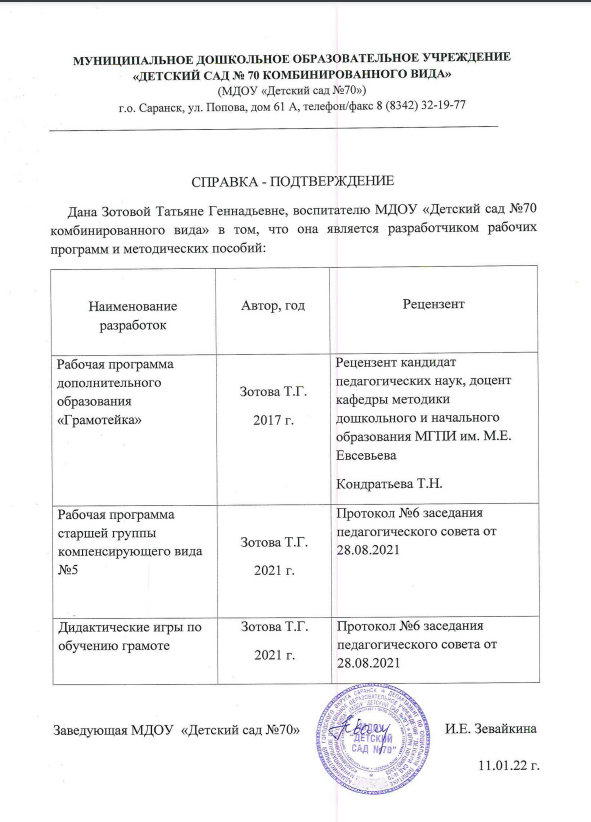 МУНИЦИПАЛЬНОЕ ДОШКОЛЬНОЕ ОБРАЗОВАТЕЛЬНОЕ УЧРЕЖДЕНИЕ
«ДЕТСКИЙ САД № 70 КОМБИНИРОВАННОГО ВИДА»
(МДОУ «Детский сад №70»)
г.о. Саранск, ул. Попова, дом 61 А, телефон/факс 8 (8342) 32-19-77
СПРАВКА - ПОДТВЕРЖДЕНИЕ
Дана Зотовой Татьяне Геннадьевне, воспитателю МДОУ «Детский сад №70
комбинированного вида» в том, что она является разработчиком рабочих
программ и методических пособий:
Наименование
разработок
Автор, год
Рецензент
Рабочая программа
дополнительного
образования
«Грамотейка»
Зотова Т.Г.
2017 г.
Рецензент кандидат
педагогических наук, доцент
кафедры методики
дошкольного и начального
образования МГПИ им. М.Е.
Евсевьева
Кондратьева Т.Н.
Рабочая программа
старшей группы
компенсирующего вида
№5
Зотова Т.Г.
2021 г.
Протокол №6 заседания
педагогического совета от
28.08.2021
Дидактические игры по
обучению грамоте
Зотова Т.Г.
2021 г.
Протокол №6 заседания
педагогического совета от
28.08.2021
Заведующая МДОУ «Детский сад №70»
И.Е. Зевайкина
МДОУ
"ДЕТСКИЙ
САД №70"
11.01.22 г.